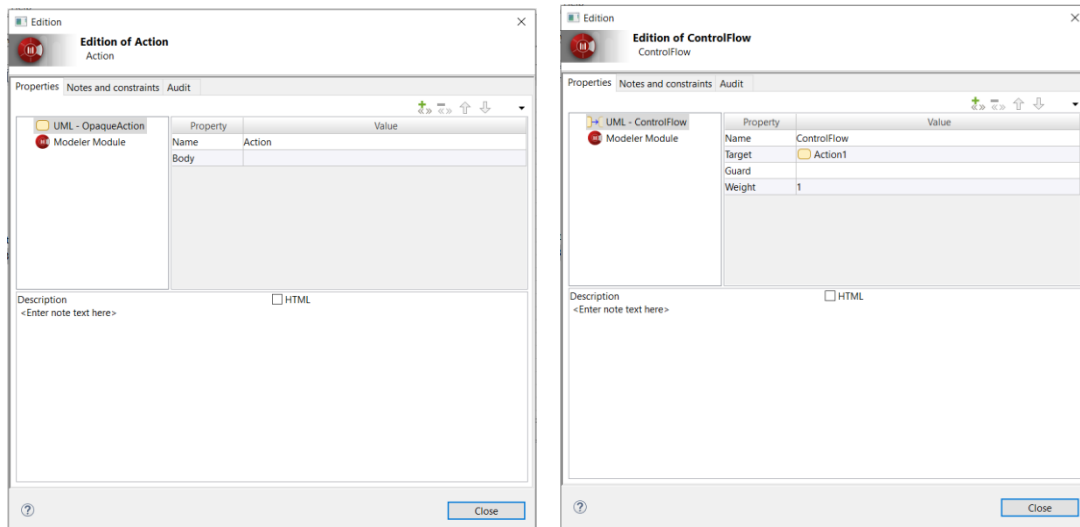 Edition
Edition of Action
Action
Properties Notes and constraints Audit
UML - OpaqueAction
Modeler Module
Property Value
Name Action
Body
Description HTML
<Enter note text here>
Close
Edition
Edition of ControlFlow
ControlFlow
Properties Notes and constraints Audit
UML - ControlFlow
Modeler Module
Property Value
Name ControlFlow
Target Action1
Guard
Weight 1
Description HTML
<Enter note text here>
Close